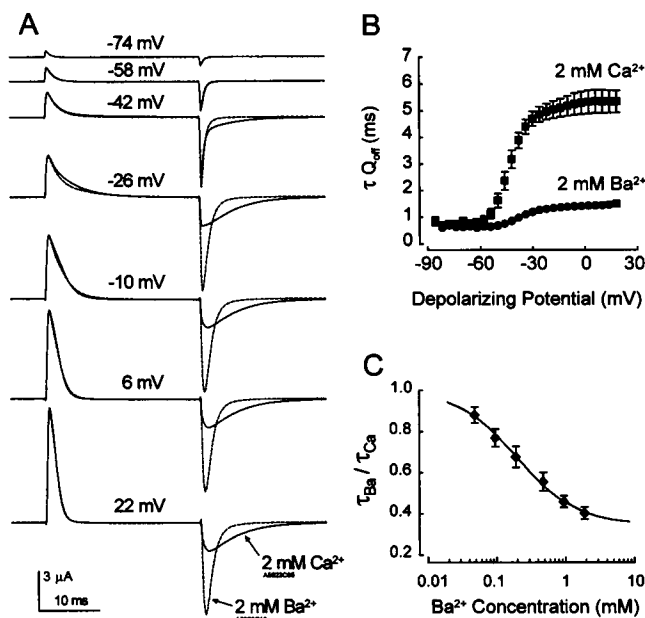 A
-74 mV
-58 mV
-42 mV
-26 mV
-10 mV
6 mV
22 mV
2 mM Ca²⁺
2 mM Ba²⁺
3 μA
10 ms
B
τ Q_off (ms)
7
6
5
4
3
2
1
0
2 mM Ca²⁺
2 mM Ba²⁺
-90 -60 -30 0 30
Depolarizing Potential (mV)
C
τ_Ba / τ_Ca
1.0
0.8
0.6
0.4
0.2
0.01 0.1 1 10
Ba²⁺ Concentration (mM)